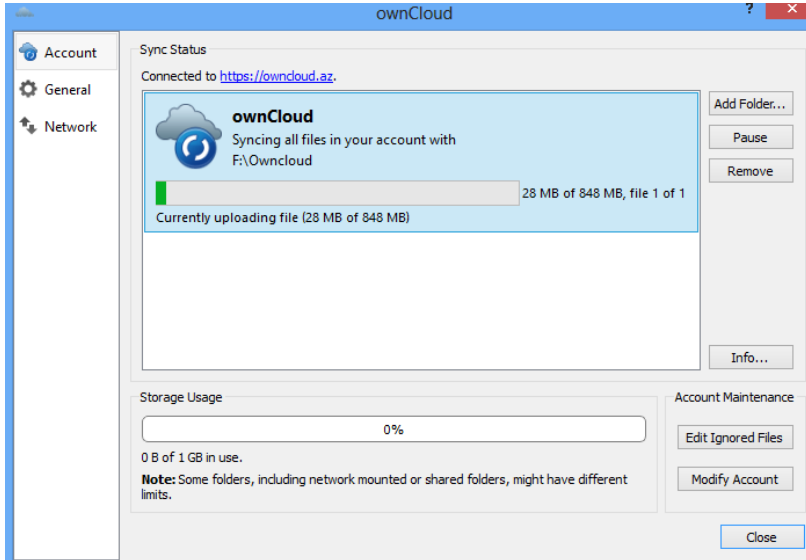 ownCloud
?
Account
General
Network
Sync Status
Connected to https://owncloud.az.
ownCloud
Syncing all files in your account with
F:\Owncloud
28 MB of 848 MB, file 1 of 1
Currently uploading file (28 MB of 848 MB)
Add Folder...
Pause
Remove
Info...
Storage Usage
0%
0 B of 1 GB in use.
Note: Some folders, including network mounted or shared folders, might have different
limits.
Account Maintenance
Edit Ignored Files
Modify Account
Close